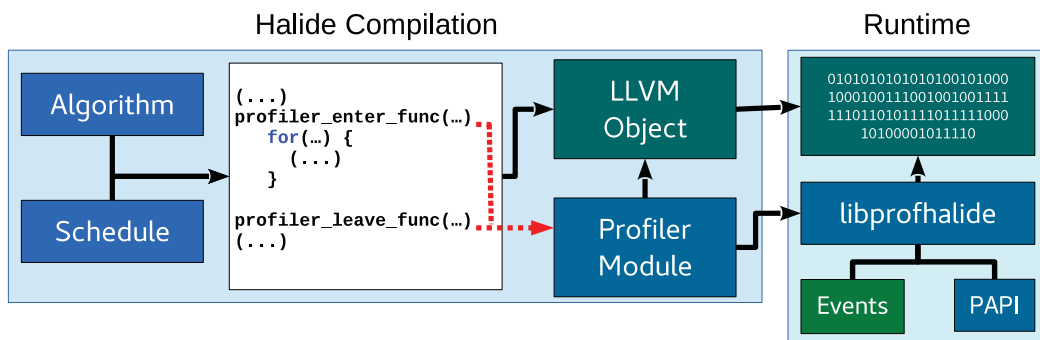 Halide Compilation
Runtime
Algorithm
Schedule
(...)
profiler_enter_func(…)
for(…) {
(...)
}
profiler_leave_func(…)
(...)
LLVM
Object
Profiler
Module
0101010101010100101000
1000100111001001001111
1110110101111011111000
10100001011110
libprofhalide
Events
PAPI